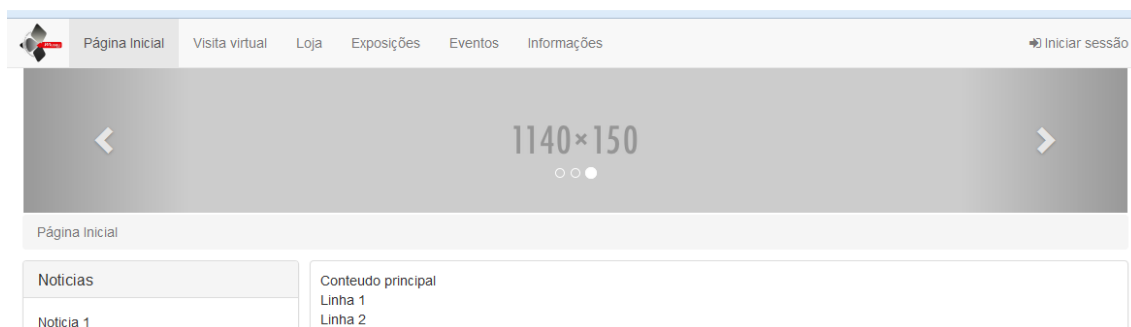 Página Inicial Visita virtual Loja Exposições Eventos Informações Iniciar sessão
1140×150
Página Inicial
Noticias
Noticia 1
Conteudo principal
Linha 1
Linha 2